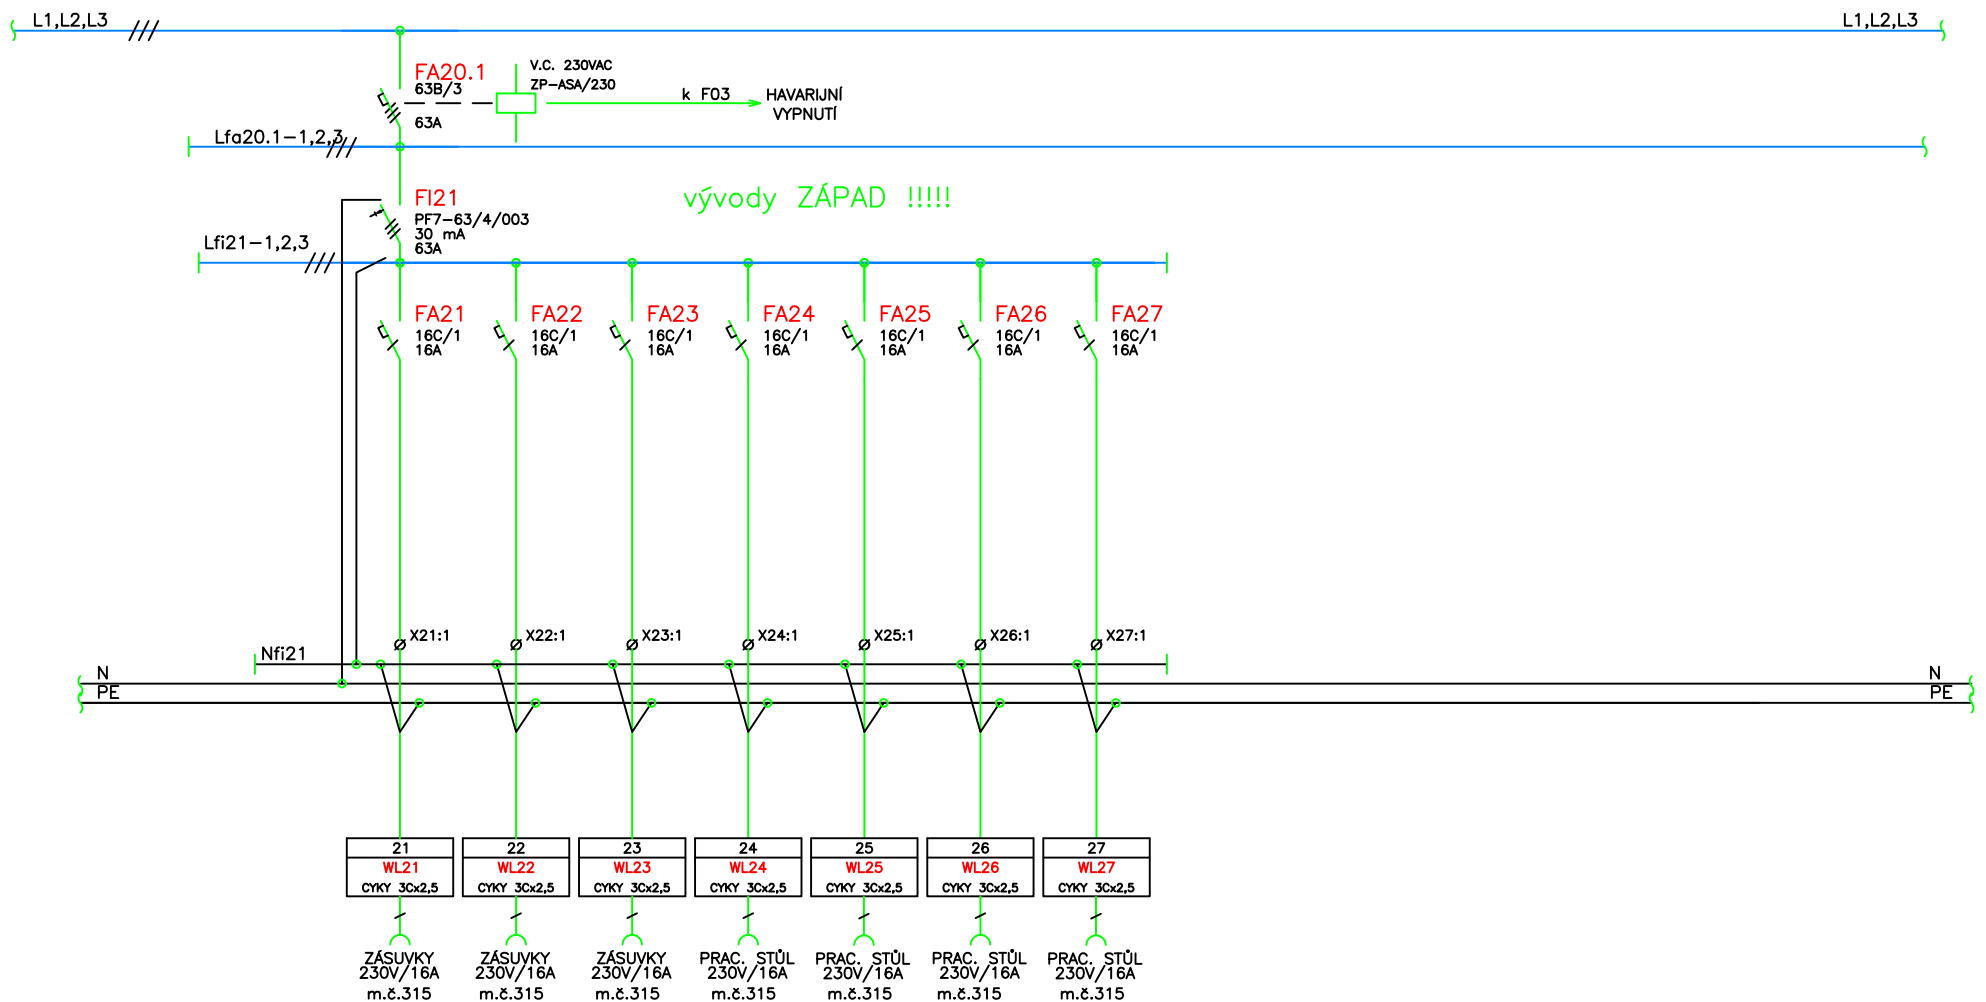 L1,L2,L3
L1,L2,L3
FA20.1
63B/3
63A
V.C. 230VAC
ZP-ASA/230
k F03
HAVARIJNÍ
VYPNUTÍ
Lfa20.1-1,2,3
FI21
PF7-63/4/003
30 mA
63A
vývody ZÁPAD !!!!!
Lfi21-1,2,3
FA21
16C/1
16A
FA22
16C/1
16A
FA23
16C/1
16A
FA24
16C/1
16A
FA25
16C/1
16A
FA26
16C/1
16A
FA27
16C/1
16A
X21:1
X22:1
X23:1
X24:1
X25:1
X26:1
X27:1
Nfi21
N
PE
N
PE
21
WL21
CYKY 3Cx2,5
22
WL22
CYKY 3Cx2,5
23
WL23
CYKY 3Cx2,5
24
WL24
CYKY 3Cx2,5
25
WL25
CYKY 3Cx2,5
26
WL26
CYKY 3Cx2,5
27
WL27
CYKY 3Cx2,5
ZÁSUVKY
230V/16A
m.č.315
ZÁSUVKY
230V/16A
m.č.315
ZÁSUVKY
230V/16A
m.č.315
PRAC. STŮL
230V/16A
m.č.315
PRAC. STŮL
230V/16A
m.č.315
PRAC. STŮL
230V/16A
m.č.315
PRAC. STŮL
230V/16A
m.č.315